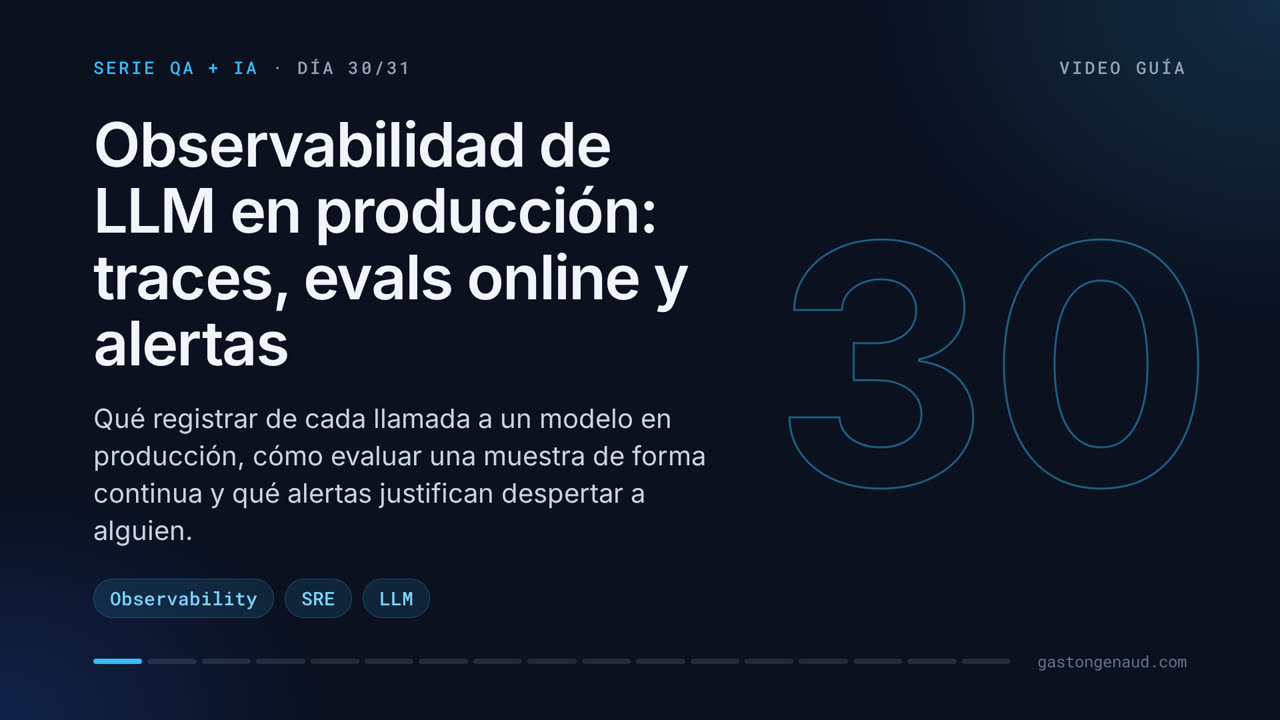 SERIE QA + IA · DÍA 30/31
VIDEO GUÍA
Observabilidad de
LLM en producción:
traces, evals online y
alertas
30
Qué registrar de cada llamada a un modelo en
producción, cómo evaluar una muestra de forma
continua y qué alertas justifican despertar a
alguien.
Observability
SRE
LLM
gastongenaud.com